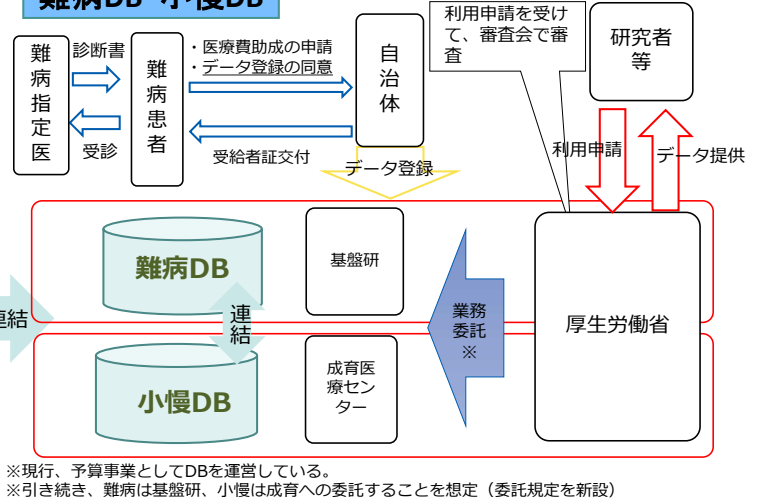 難病DB 小慢DB
難病指定医
診断書
受診
難病患者
・医療費助成の申請
・データ登録の同意
受給者証交付
自治体
利用申請を受け
て、審査会で審
査
研究者
等
利用申請
データ提供
データ登録
難病DB
基盤研
連結
連結
業務
委託
※
厚生労働省
小慢DB
成育医
療セン
ター
※現行、予算事業としてDBを運営している。
※引き続き、難病は基盤研、小慢は成育への委託することを想定（委託規定を新設）